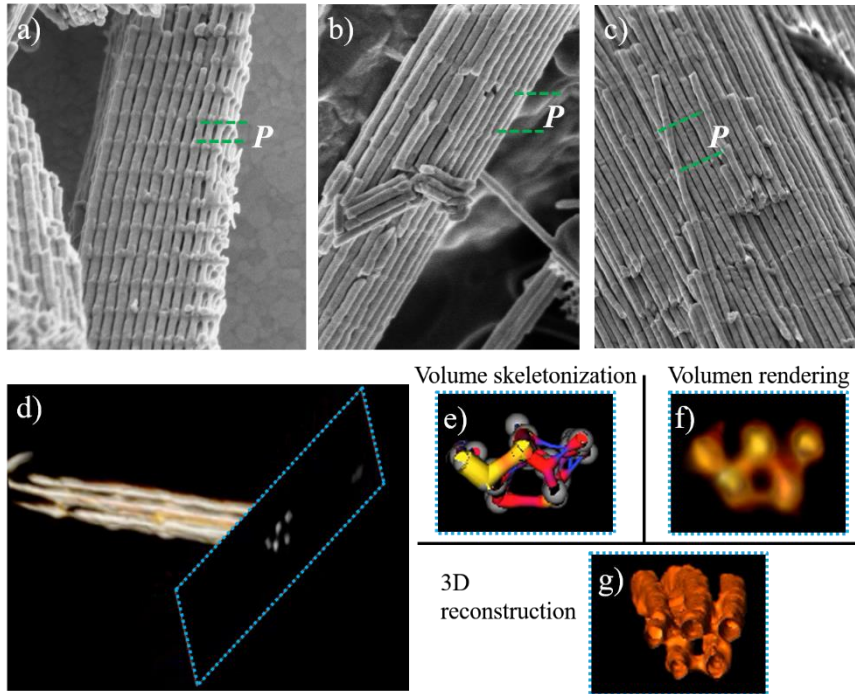 a)
P
b)
P
c)
P
d)
Volume skeletonization
e)
Volumen rendering
f)
3D
reconstruction
g)